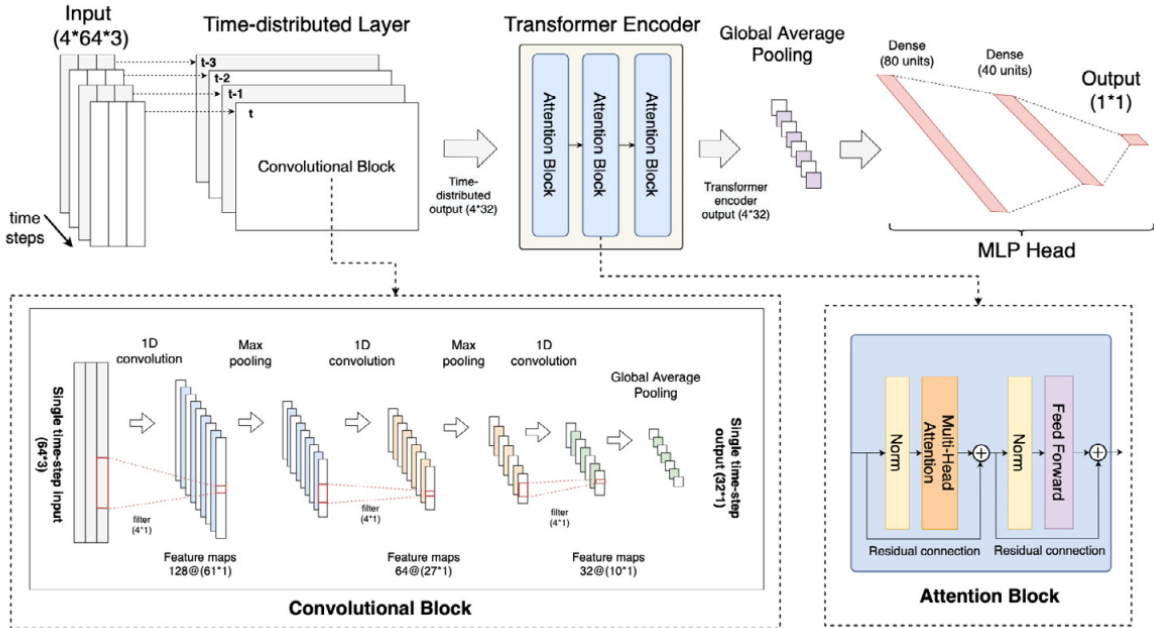 Input
(4*64*3)
Time-distributed Layer
Transformer Encoder
Global Average
Pooling
Dense
(80 units)
Dense
(40 units)
Output
(1*1)
t-3
t-2
t-1
t
Convolutional Block
Attention Block
Attention Block
Attention Block
Time-
distributed
output (4*32)
Transformer
encoder
output (4*32)
time
steps
MLP Head
1D
convolution
Max
pooling
1D
convolution
Max
pooling
1D
convolution
Global Average
Pooling
Single time-step input
(64*3)
Single time-step
output (32*1)
filter
(4*1)
filter
(4*1)
filter
(4*1)
Feature maps
128@(61*1)
Feature maps
64@(27*1)
Feature maps
32@(10*1)
Convolutional Block
Norm
Multi-Head
Attention
Norm
Feed Forward
Residual connection
Residual connection
Attention Block